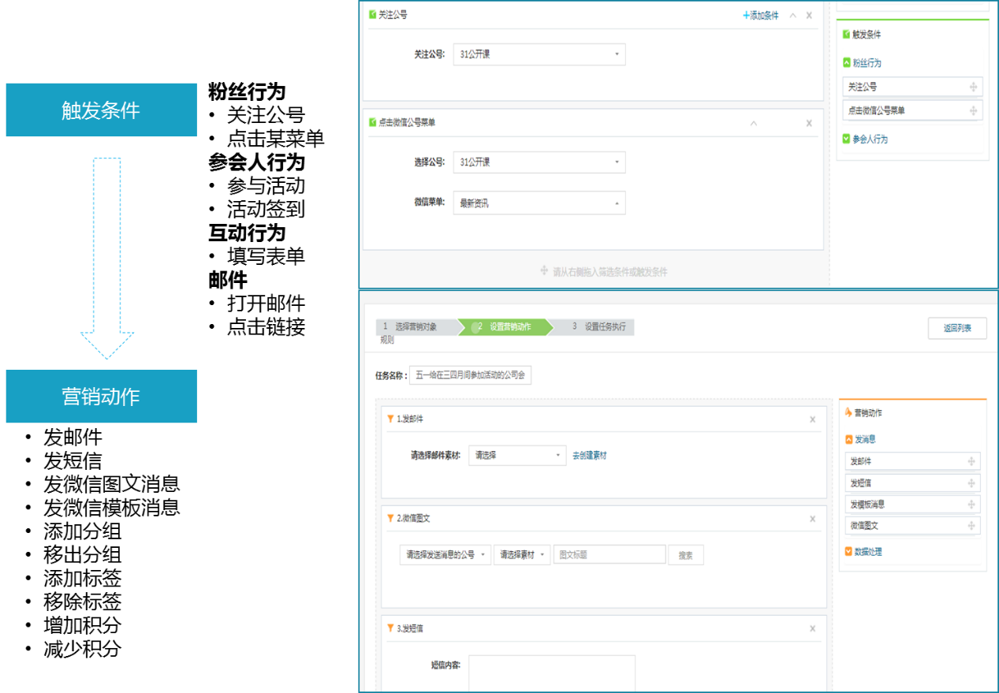 触发条件
粉丝行为
• 关注公号
• 点击某菜单
参会人行为
• 参与活动
• 活动签到
互动行为
• 填写表单
邮件
• 打开邮件
• 点击链接
营销动作
• 发邮件
• 发短信
• 发微信图文消息
• 发微信模板消息
• 添加分组
• 移出分组
• 添加标签
• 移除标签
• 增加积分
• 减少积分
关注公号 +添加条件 X
关注公号: 31公开课
点击微信公号菜单 X
选择公号: 31公开课
微信菜单: 最新资讯
请从右侧拖入筛选条件或触发条件
触发条件
粉丝行为
关注公号
点击微信公号菜单
参会人行为
1 选择营销对象 2 设置营销动作 3 设置任务执行
规则
返回列表
任务名称: 五一给在三四月间参加活动的公司会
1.发邮件 X
请选择邮件素材: 请选择 去创建素材
2.微信图文 X
请选择发送消息的公号 请选择素材 图文标题 搜索
3.发短信 X
短信内容:
营销动作
发消息
发邮件
发短信
发模板消息
微信图文
数据处理